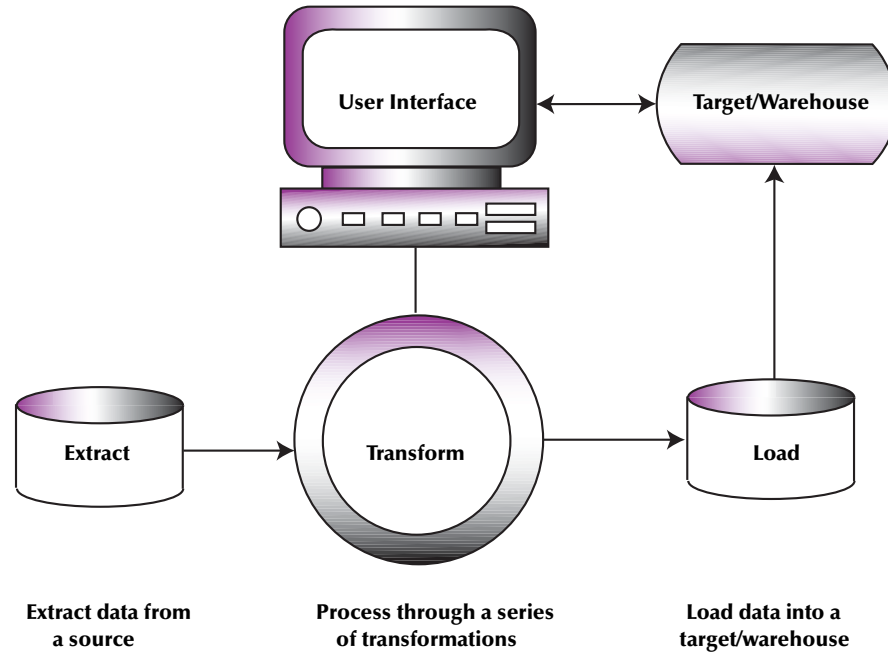 User Interface
Target/Warehouse
Extract
Transform
Load
Extract data from
a source
Process through a series
of transformations
Load data into a
target/warehouse